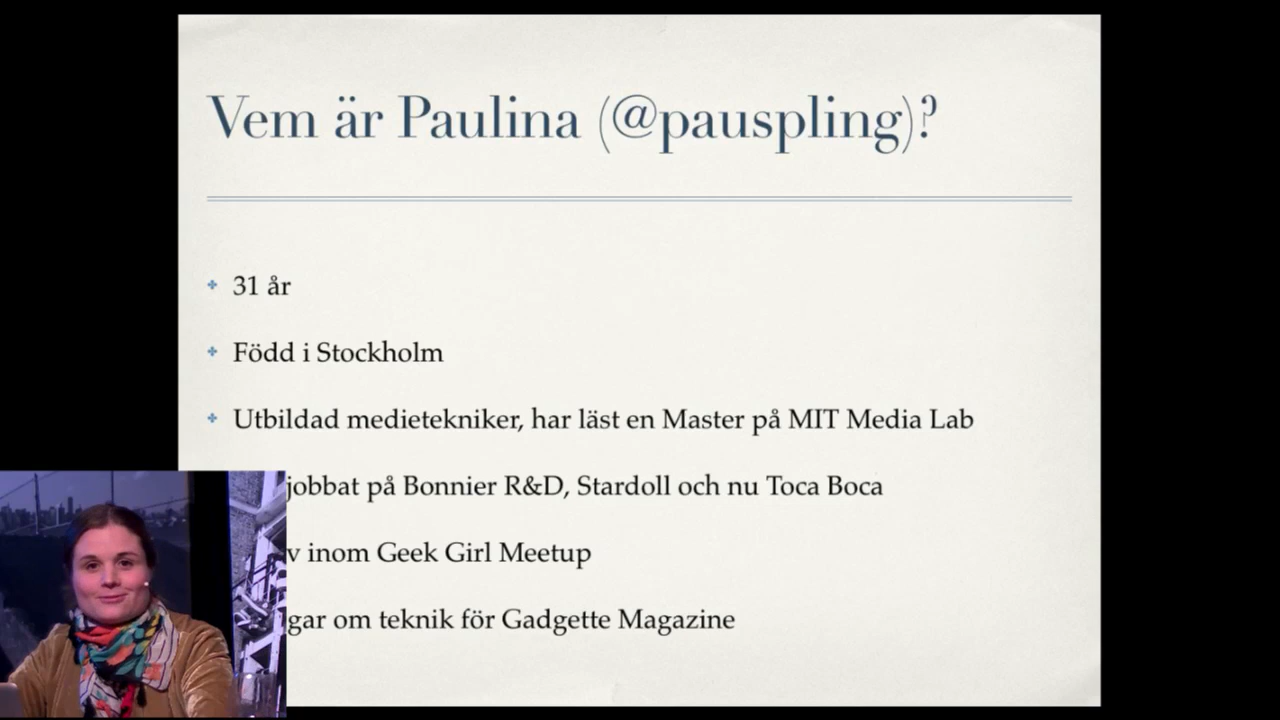 Vem är Paulina (@pauspling)?
31 år
Född i Stockholm
Utbildad medietekniker, har läst en Master på MIT Media Lab
jobbat på Bonnier R&D, Stardoll och nu Toca Boca
inom Geek Girl Meetup
om teknik för Gadgette Magazine